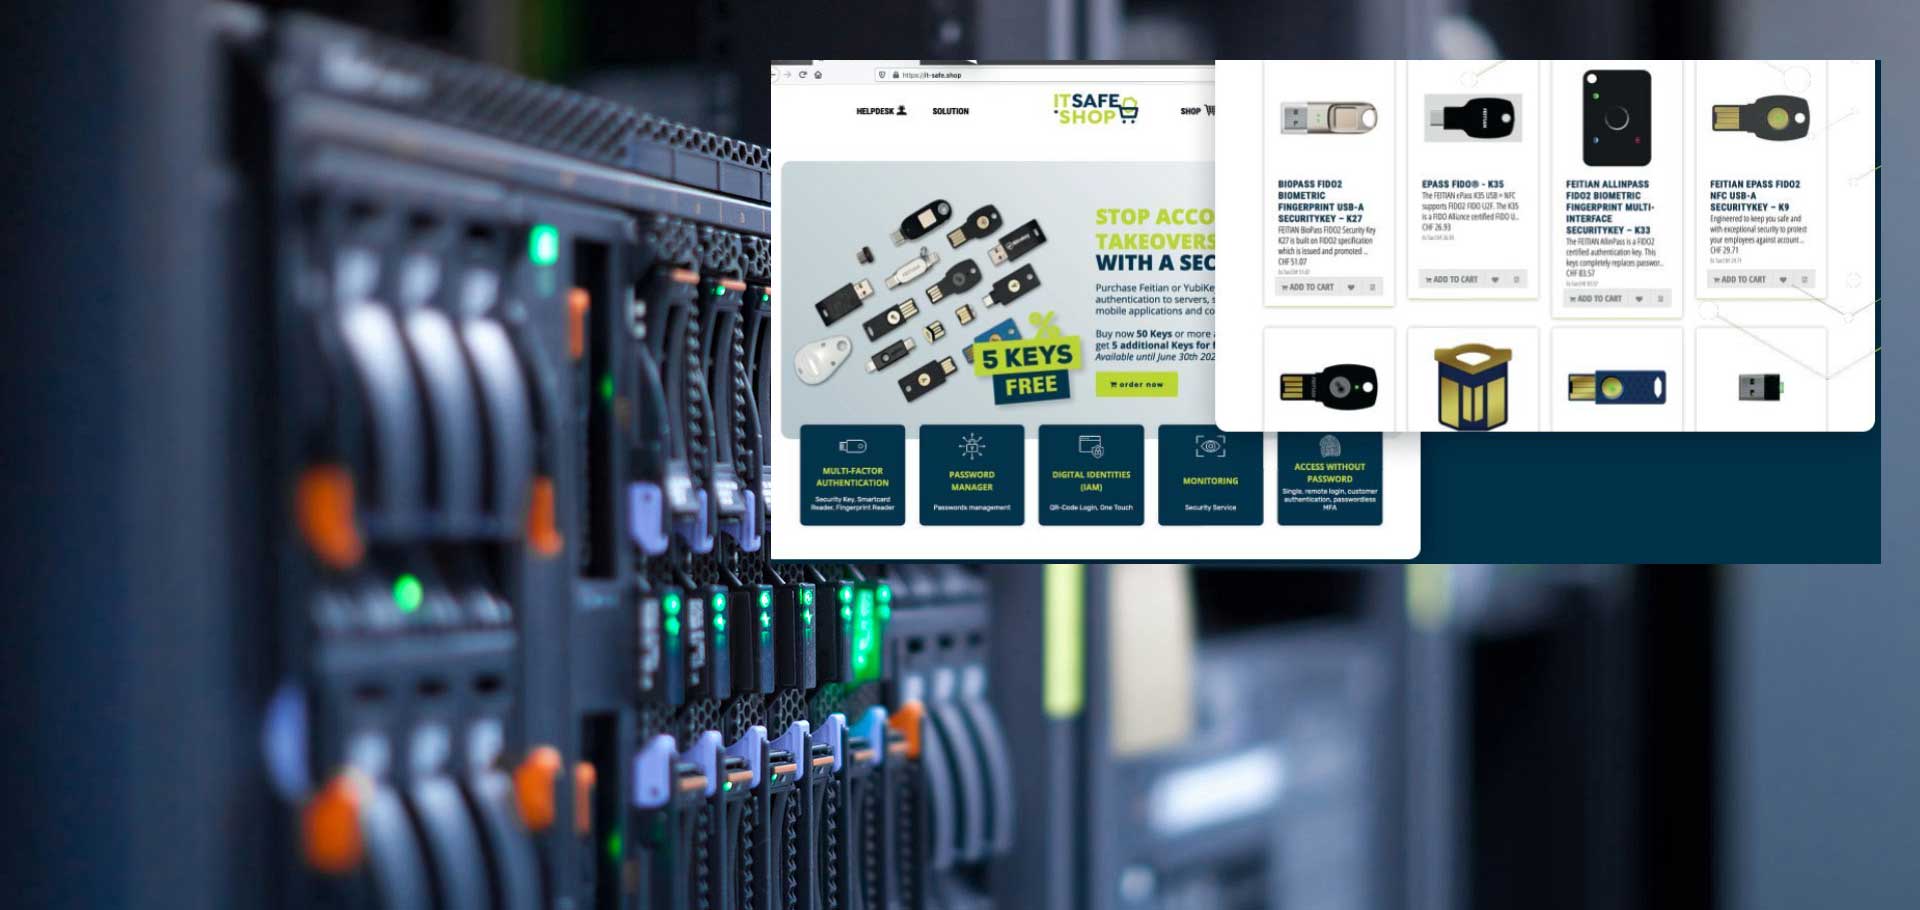 https://it-safe.shop
HELPDESK
SOLUTION
ITSAFE
.SHOP
SHOP
STOP ACCO
TAKEOVERS
WITH A SEC
Purchase Feitian or YubiKey
authentication to servers, s
mobile applications and co
Buy now 50 Keys or more
get 5 additional Keys for
Available until June 30th 202
5 KEYS
FREE
order now
MULTI-FACTOR
AUTHENTICATION
Security Key, Smartcard
Reader, Fingerprint Reader
PASSWORD
MANAGER
Passwords management
DIGITAL IDENTITIES
(IAM)
QR-Code Login, One Touch
MONITORING
Security Service
ACCESS WITHOUT
PASSWORD
Single, remote login, customer
authentication, passwordless
MFA
BIOPASS FIDO2
BIOMETRIC
FINGERPRINT USB-A
SECURITYKEY – K27
FEITIAN BioPass FIDO2 Security Key
K27 is built on FIDO2 specification
which is issued and promoted ...
CHF 51.07
ADD TO CART
EPASS FIDO® - K35
The FEITIAN ePass K35 USB + NFC
supports FIDO2 FIDO U2F. The K35
is a FIDO Alliance certified FIDO U...
CHF 26.93
ADD TO CART
FEITIAN ALLINPASS
FIDO2 BIOMETRIC
FINGERPRINT MULTI-
INTERFACE
SECURITYKEY – K33
The FEITIAN AllinPass is a FIDO2
certified authentication key. This
keys completely replaces passwor...
CHF 83.57
ADD TO CART
FEITIAN EPASS FIDO2
NFC USB-A
SECURITYKEY – K9
Engineered to keep you safe and
with exceptional security to protect
your employees against account...
CHF 29.71
ADD TO CART